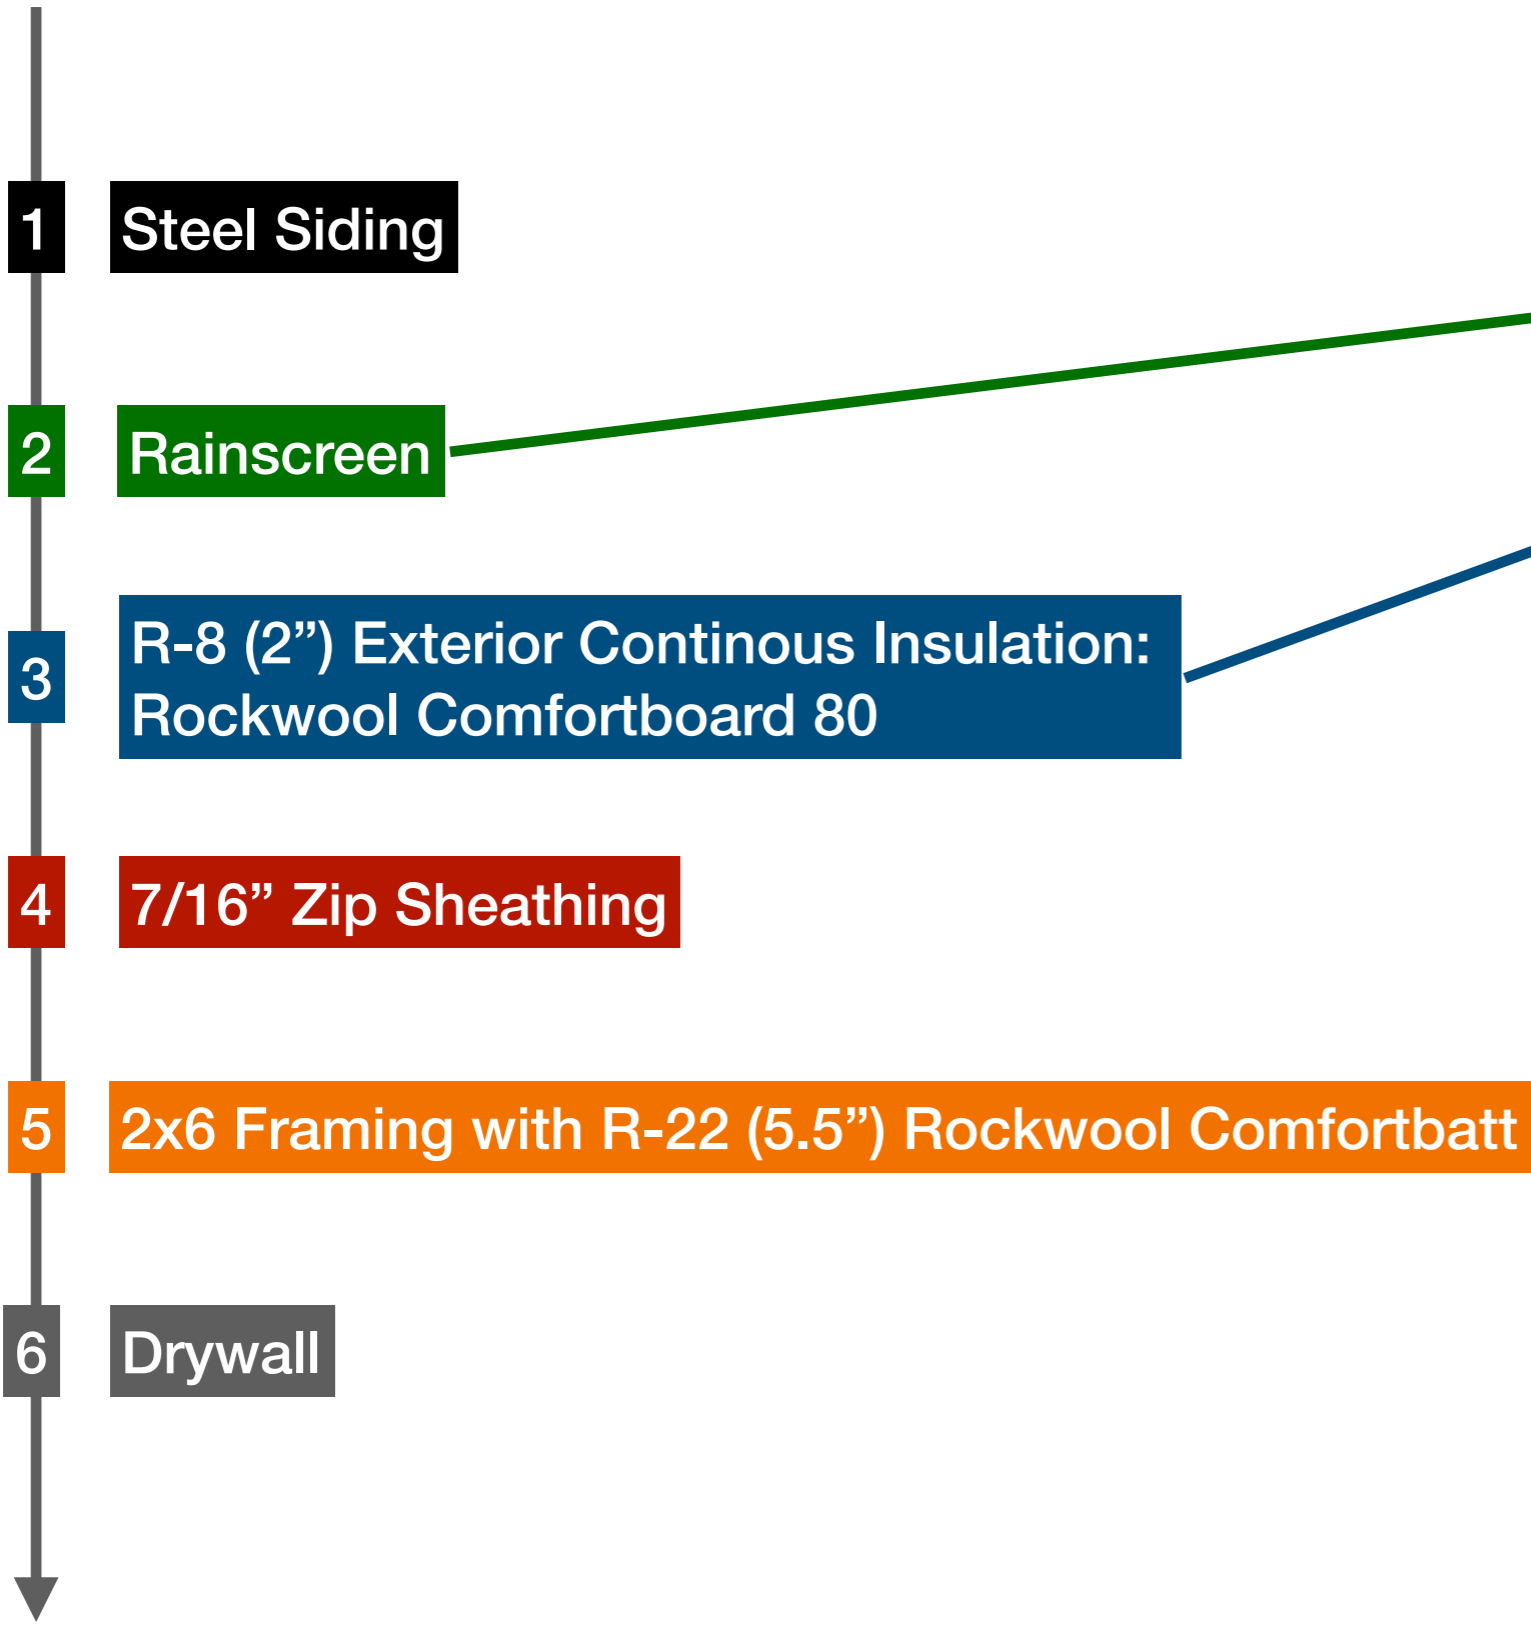 1 Steel Siding
2 Rainscreen
3 R-8 (2”) Exterior Continous Insulation:
Rockwool Comfortboard 80
4 7/16” Zip Sheathing
5 2x6 Framing with R-22 (5.5”) Rockwool Comfortbatt
6 Drywall